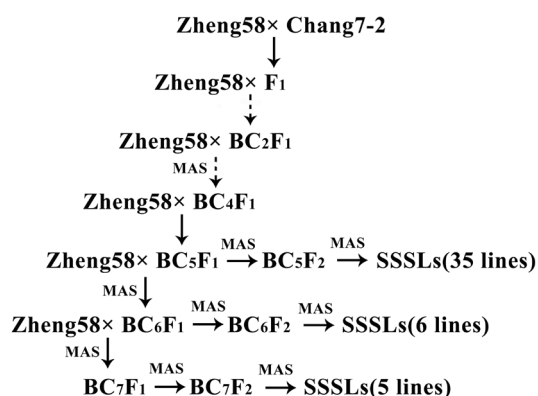 Zheng58× Chang7-2
Zheng58× F1
Zheng58× BC2F1
MAS
Zheng58× BC4F1
MAS MAS
Zheng58× BC5F1 BC5F2 SSSLs(35 lines)
MAS MAS MAS
Zheng58× BC6F1 BC6F2 SSSLs(6 lines)
MAS MAS MAS
BC7F1 BC7F2 SSSLs(5 lines)